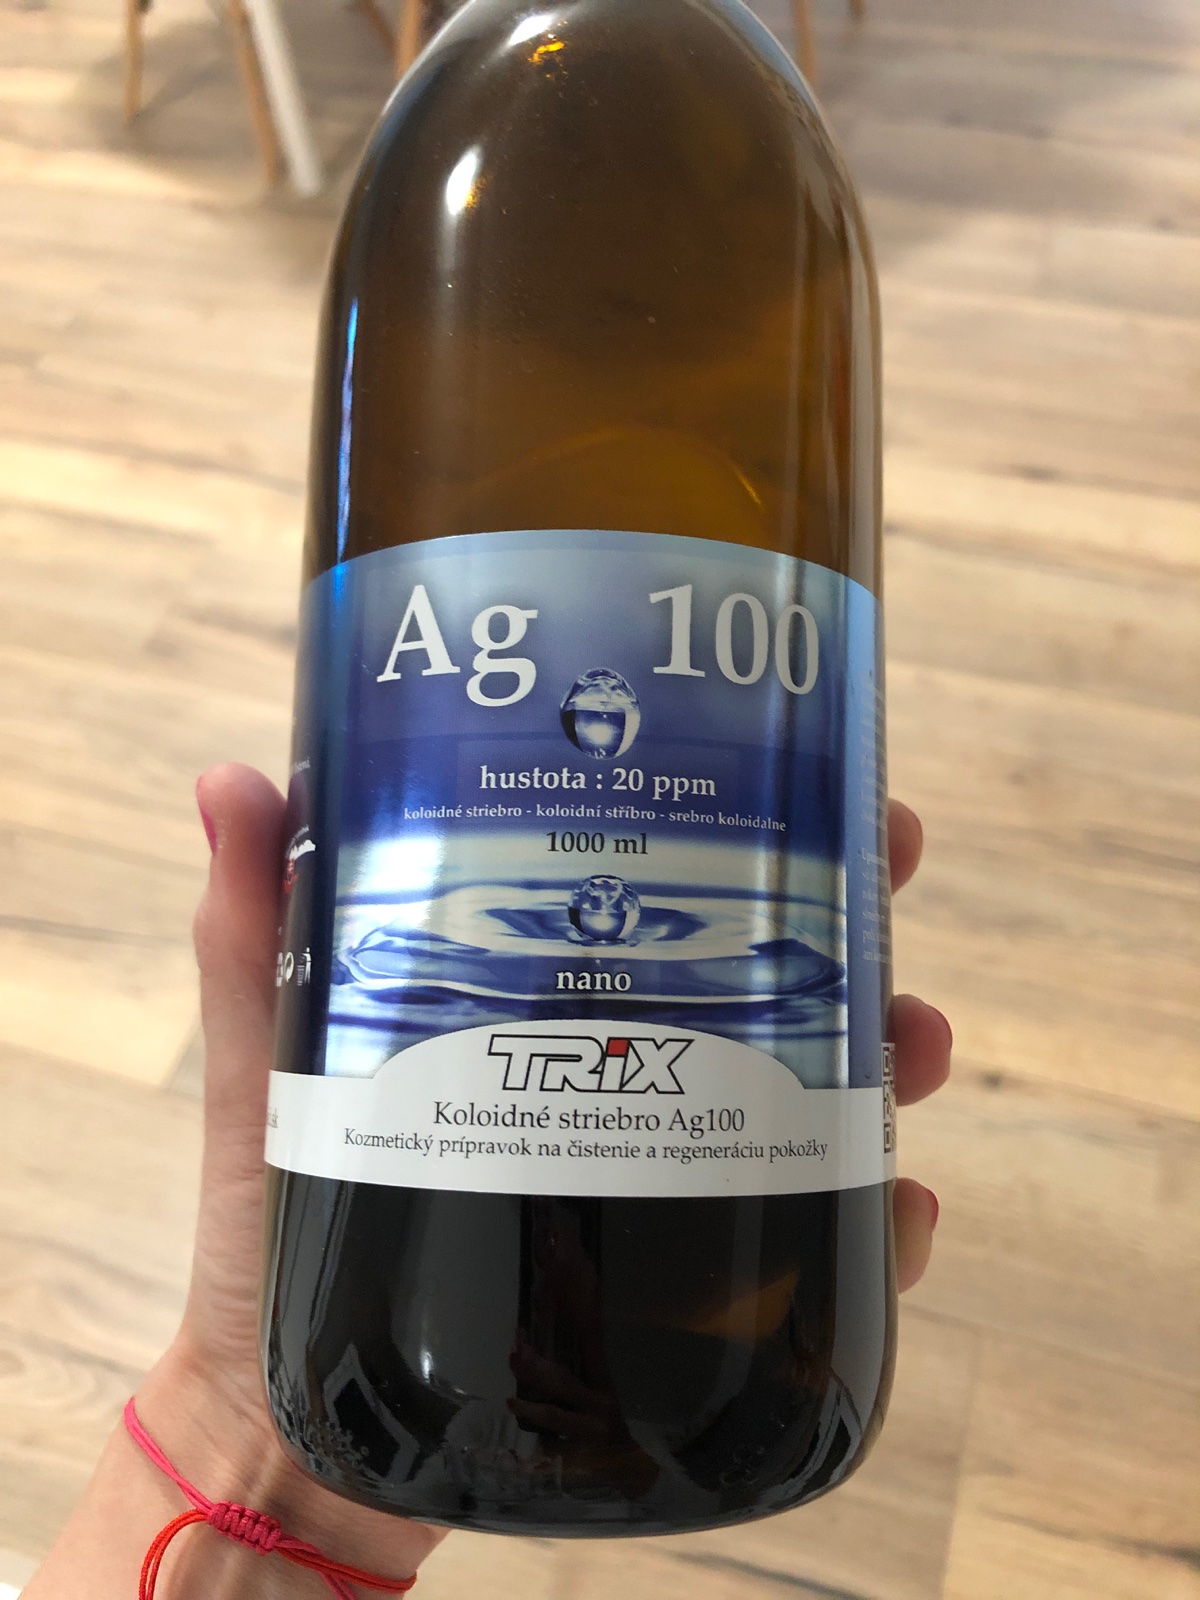 Ag 100
hustota : 20 ppm
koloidné striebro - koloidní stříbro - srebro koloidalne
1000 ml
nano
TRiX
Koloidné striebro Ag100
Kozmetický prípravok na čistenie a regeneráciu pokožky